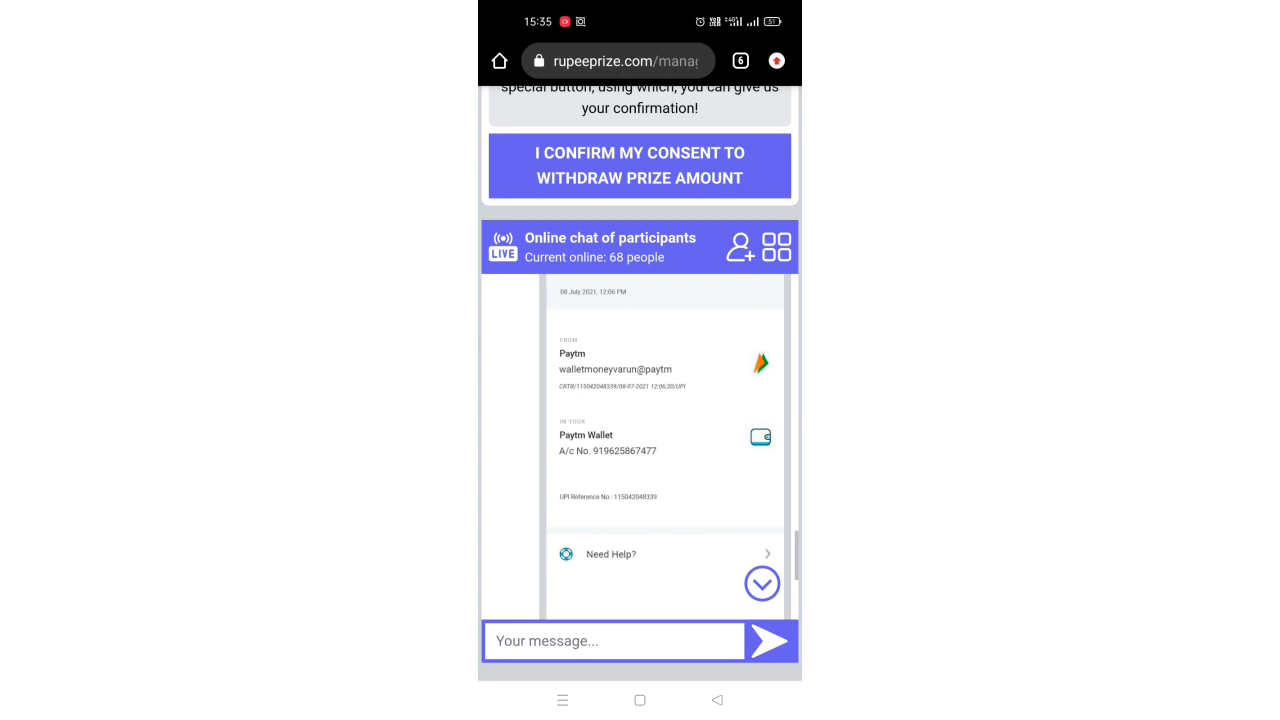 15:35
51
rupeeprize.com/mana
6
special button, using which, you can give us
your confirmation!
I CONFIRM MY CONSENT TO
WITHDRAW PRIZE AMOUNT
LIVE
Online chat of participants
Current online: 68 people
08 July 2021, 12:06 PM
FROM
Paytm
walletmoneyvarun@paytm
CRTR/115042048339/08-07-2021 12:06:20/UPI
IN YOUR
Paytm Wallet
A/c No. 919625867477
UPI Reference No : 115042048339
Need Help?
Your message...